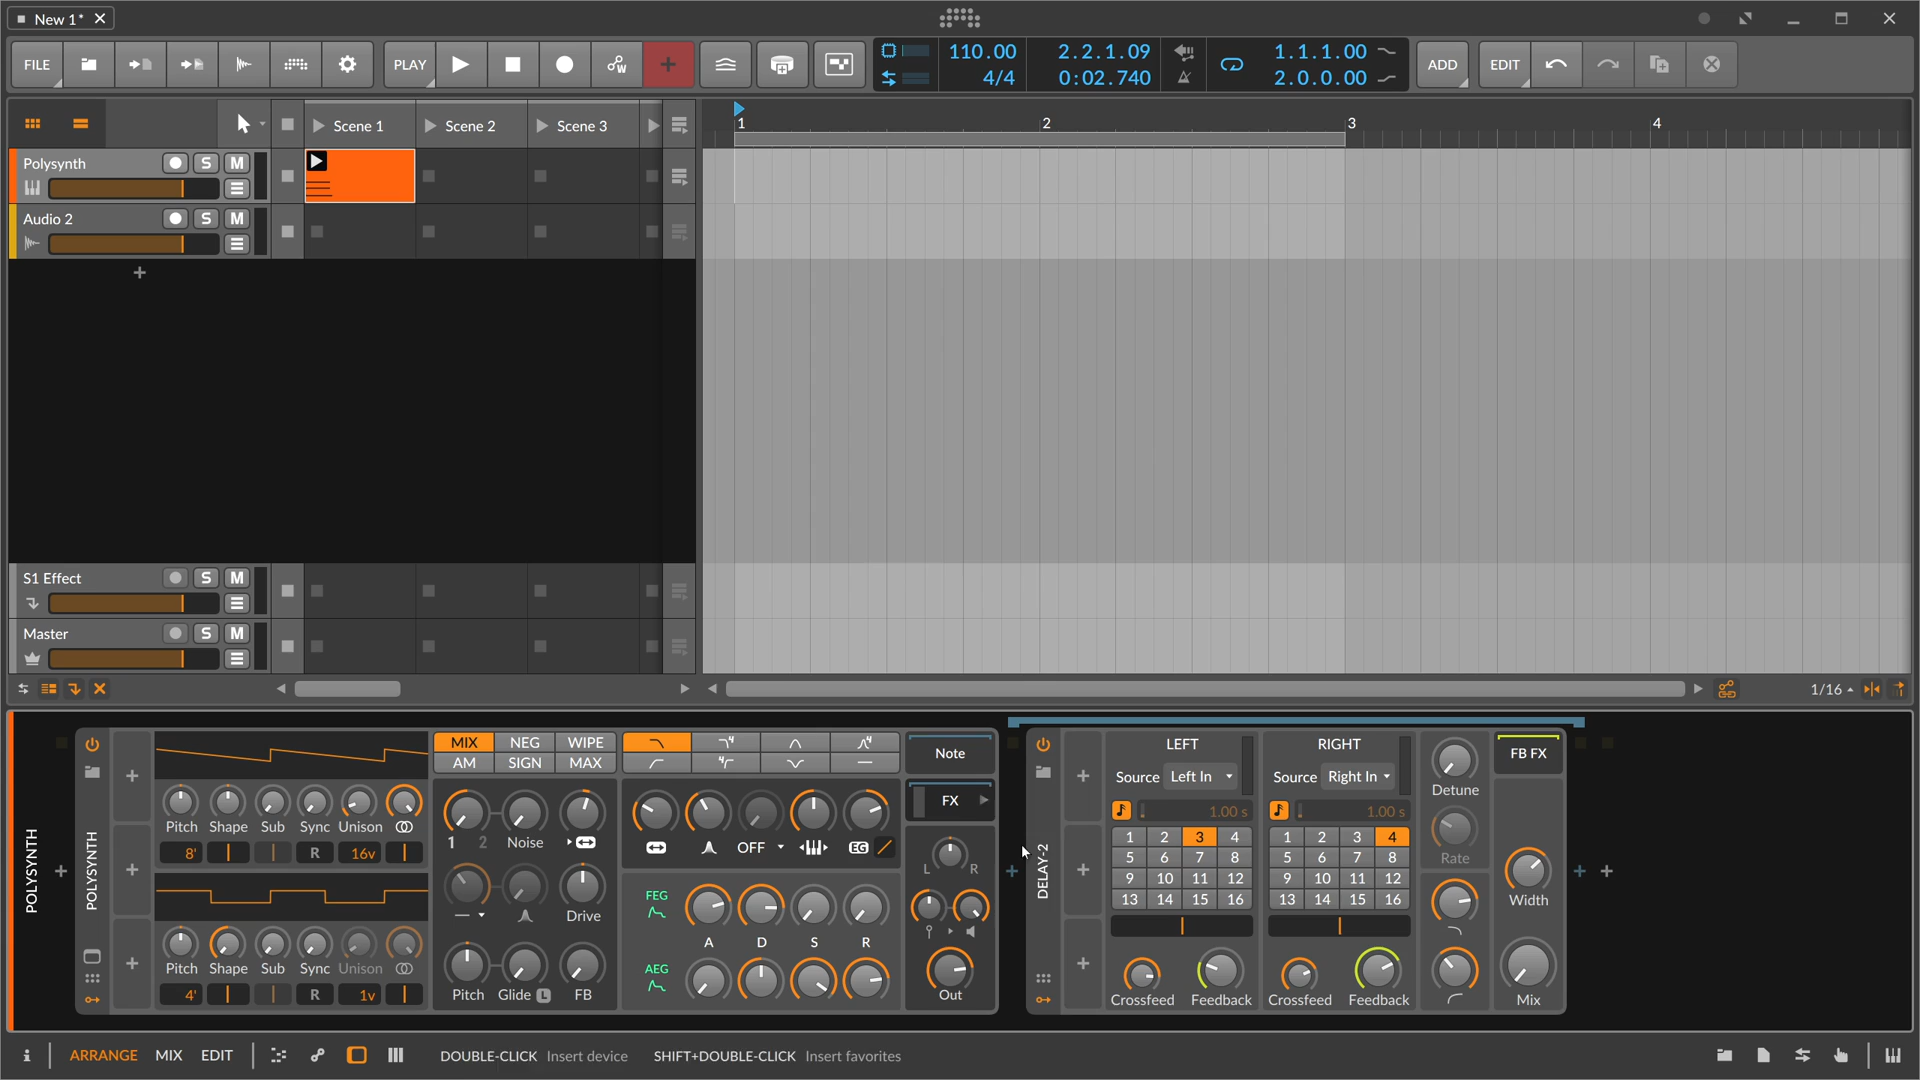 New 1*
FILE
PLAY
110.00
4/4
2.2.1.09
0:02.740
1.1.1.00
2.0.0.00
ADD
EDIT
Scene 1
Scene 2
Scene 3
1
2
3
4
Polysynth
S
M
Audio 2
S
M
S1 Effect
S
M
Master
S
M
1/16
POLYSYNTH
POLYSYNTH
Pitch
Shape
Sub
Sync
Unison
8'
R
16v
Pitch
Shape
Sub
Sync
Unison
4'
R
1v
MIX
NEG
WIPE
AM
SIGN
MAX
1
2
Noise
Drive
Pitch
Glide
L
FB
OFF
EG
FEG
A
D
S
R
AEG
Note
FX
L
R
Out
DELAY-2
LEFT
Source
Left In
1.00 s
1 2 3 4
5 6 7 8
9 10 11 12
13 14 15 16
Crossfeed
Feedback
RIGHT
Source
Right In
1.00 s
1 2 3 4
5 6 7 8
9 10 11 12
13 14 15 16
Crossfeed
Feedback
Detune
Rate
FB FX
Width
Mix
i
ARRANGE
MIX
EDIT
DOUBLE-CLICK Insert device
SHIFT+DOUBLE-CLICK Insert favorites